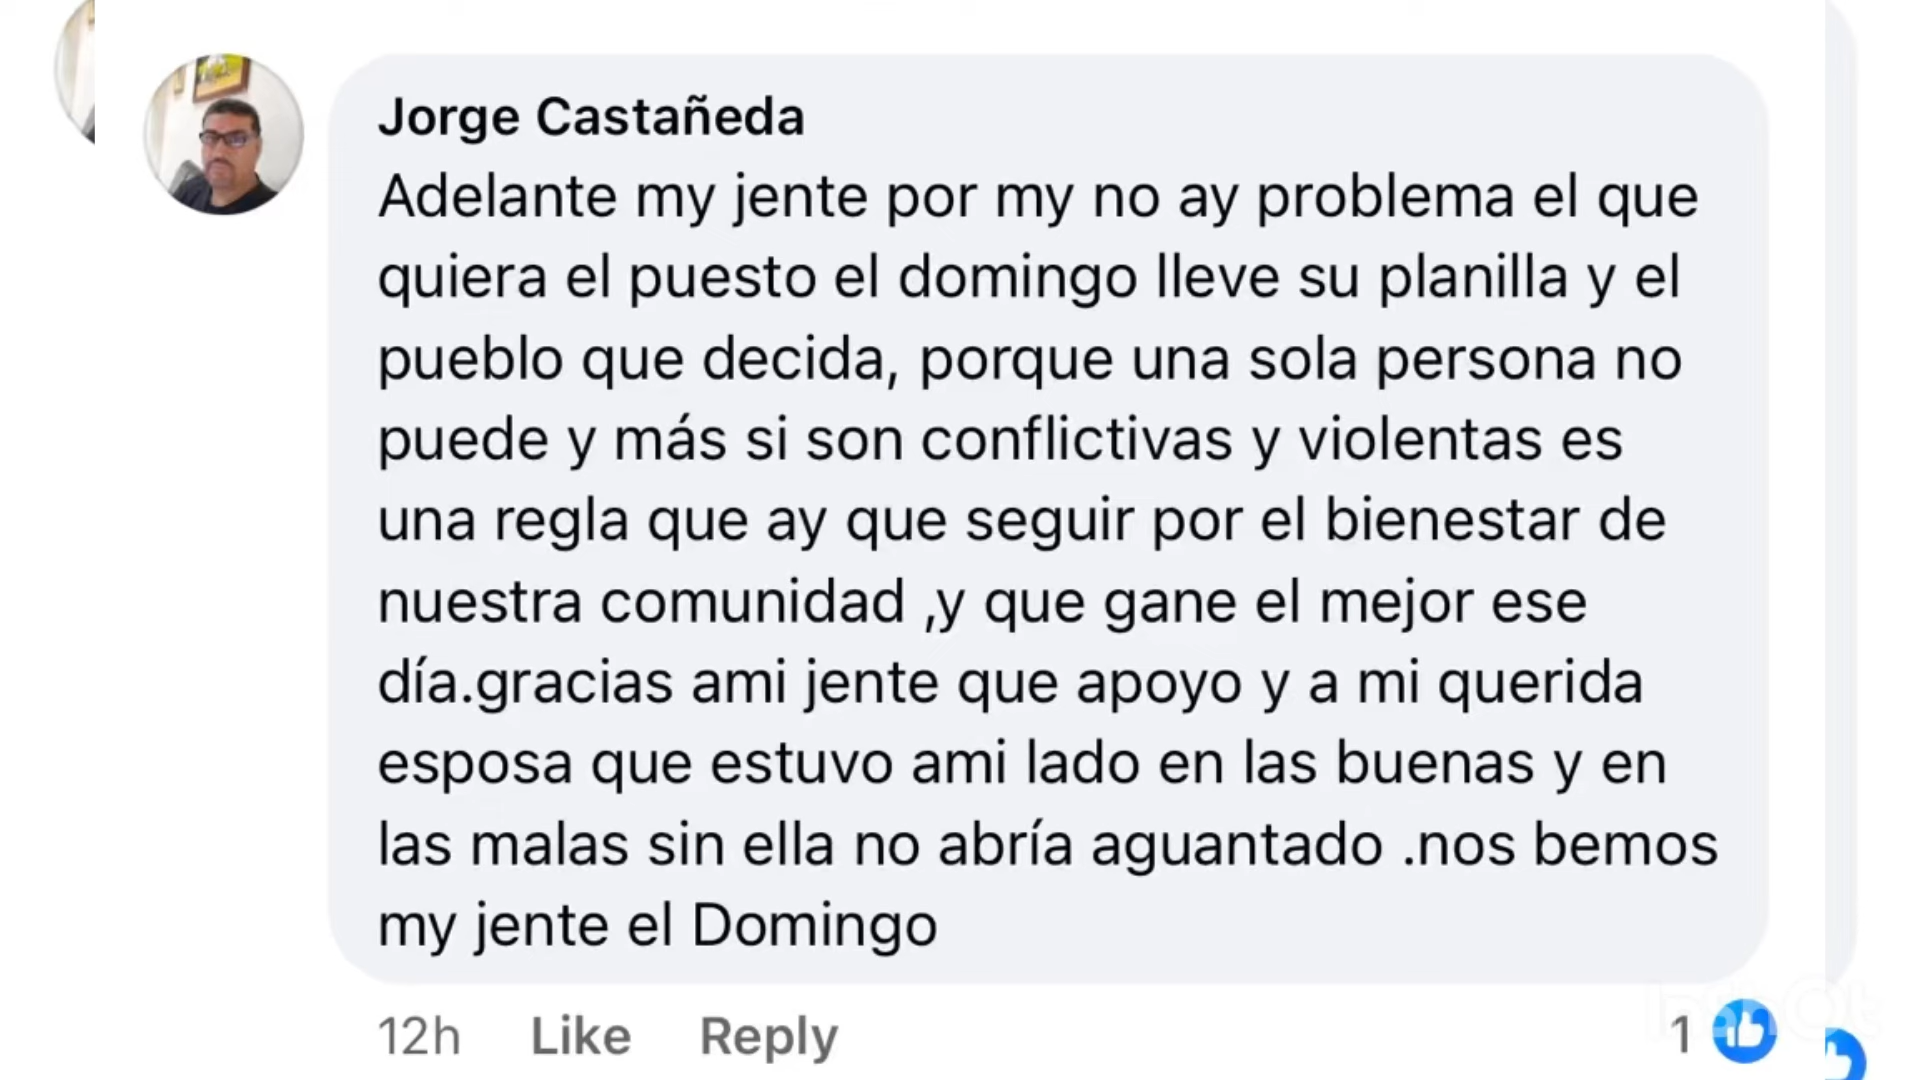 Jorge Castañeda
Adelante my jente por my no ay problema el que
quiera el puesto el domingo lleve su planilla y el
pueblo que decida, porque una sola persona no
puede y más si son conflictivas y violentas es
una regla que ay que seguir por el bienestar de
nuestra comunidad ,y que gane el mejor ese
día.gracias ami jente que apoyo y a mi querida
esposa que estuvo ami lado en las buenas y en
las malas sin ella no abría aguantado .nos bemos
my jente el Domingo
12h Like Reply 1